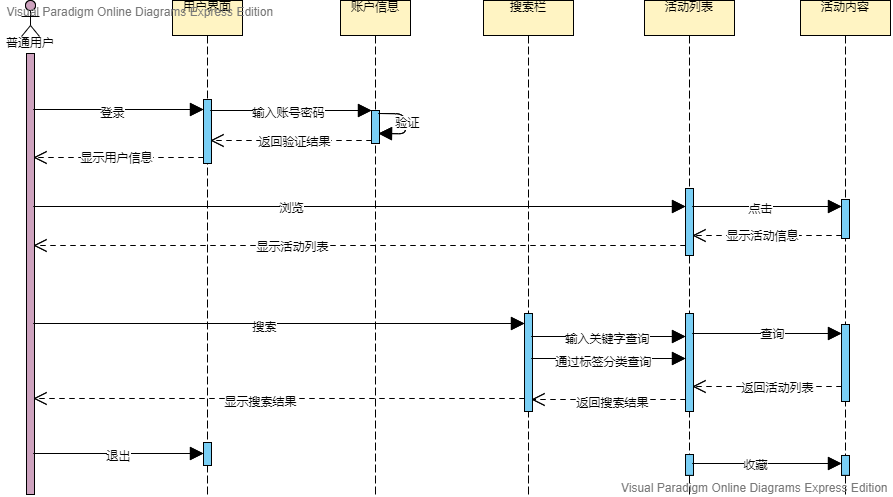 Visual Paradigm Online Diagrams Express Edition
用户界面
账户信息
搜索栏
活动列表
活动内容
普通用户
登录
输入账号密码
验证
返回验证结果
显示用户信息
浏览
点击
显示活动信息
显示活动列表
搜索
输入关键字查询
查询
通过标签分类查询
返回活动列表
显示搜索结果
返回搜索结果
退出
收藏
Visual Paradigm Online Diagrams Express Edition